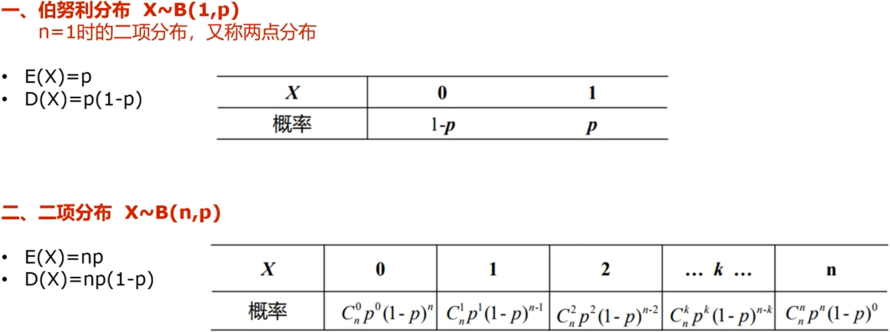 一、伯努利分布 X~B(1,p)
n=1时的二项分布，又称两点分布
• E(X)=p
• D(X)=p(1-p)
X 0 1
概率 1-p p
二、二项分布 X~B(n,p)
• E(X)=np
• D(X)=np(1-p)
X 0 1 2 … k … n
概率 $C_n^0 p^0 (1-p)^n$ $C_n^1 p^1 (1-p)^{n-1}$ $C_n^2 p^2 (1-p)^{n-2}$ $C_n^k p^k (1-p)^{n-k}$ $C_n^n p^n (1-p)^0$